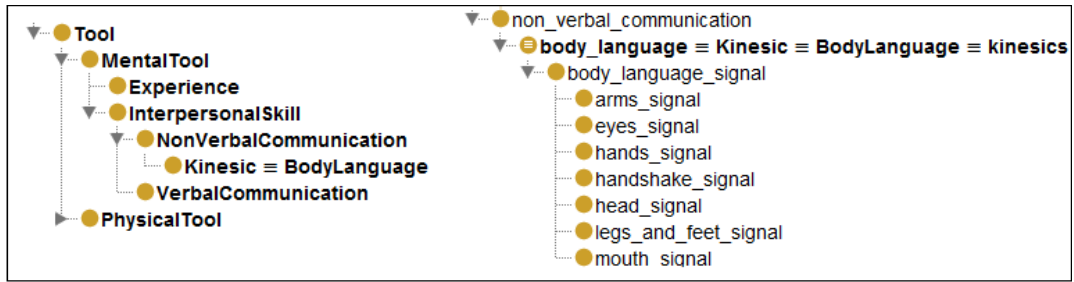 Tool
MentalTool
Experience
InterpersonalSkill
NonVerbalCommunication
Kinesic ≡ BodyLanguage
VerbalCommunication
PhysicalTool
non_verbal_communication
body_language ≡ Kinesic ≡ BodyLanguage ≡ kinesics
body_language_signal
arms_signal
eyes_signal
hands_signal
handshake_signal
head_signal
legs_and_feet_signal
mouth_signal